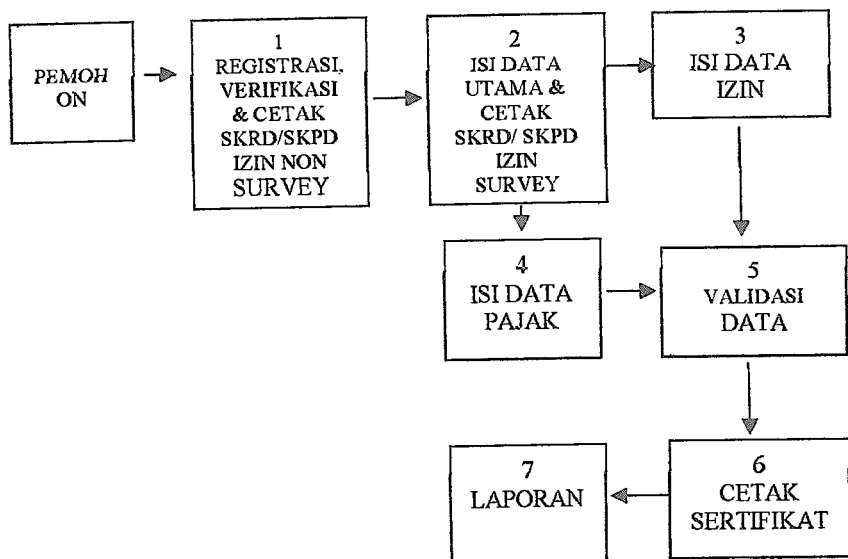 PEMOH
ON
1
REGISTRASI,
VERIFIKASI
& CETAK
SKRD/SKPD
IZIN NON
SURVEY
2
ISI DATA
UTAMA &
CETAK
SKRD/ SKPD
IZIN
SURVEY
3
ISI DATA
IZIN
4
ISI DATA
PAJAK
5
VALIDASI
DATA
6
CETAK
SERTIFIKAT
7
LAPORAN